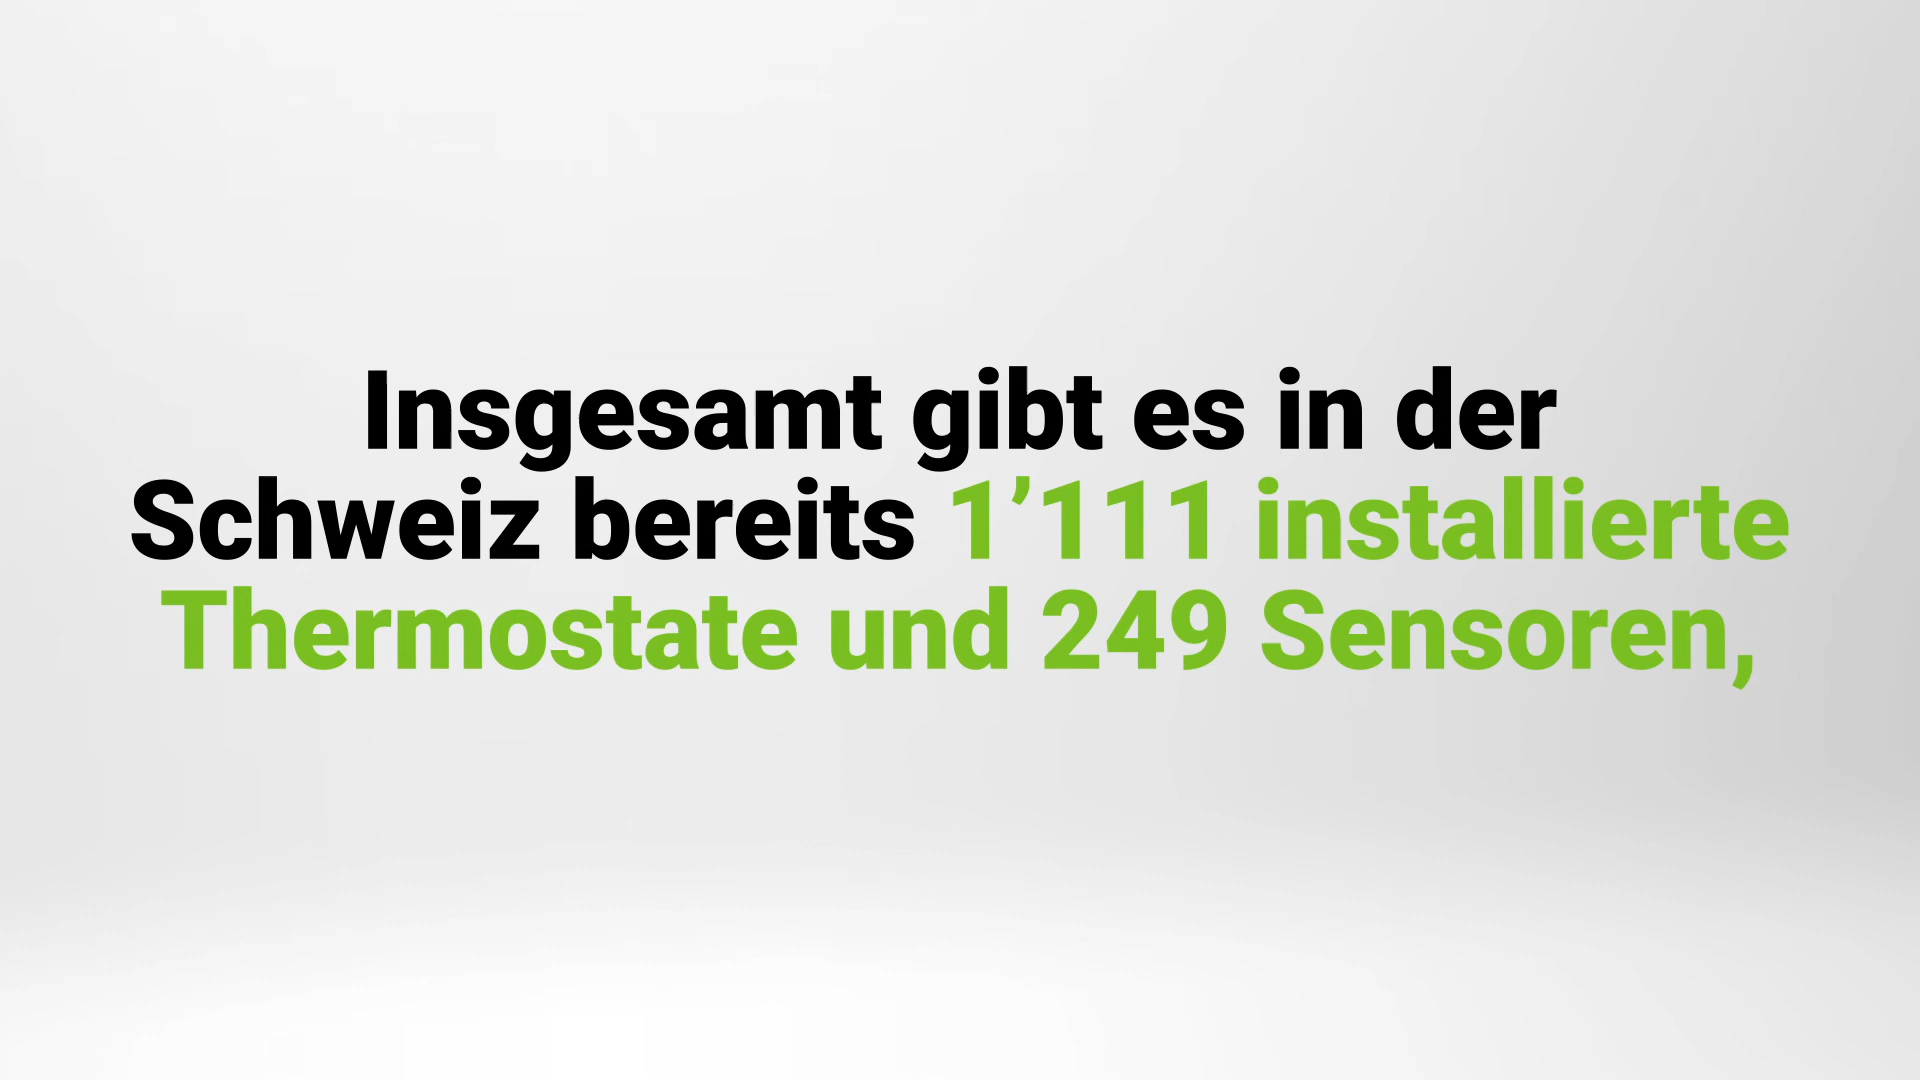 Insgesamt gibt es in der
Schweiz bereits 1’111 installierte
Thermostate und 249 Sensoren,